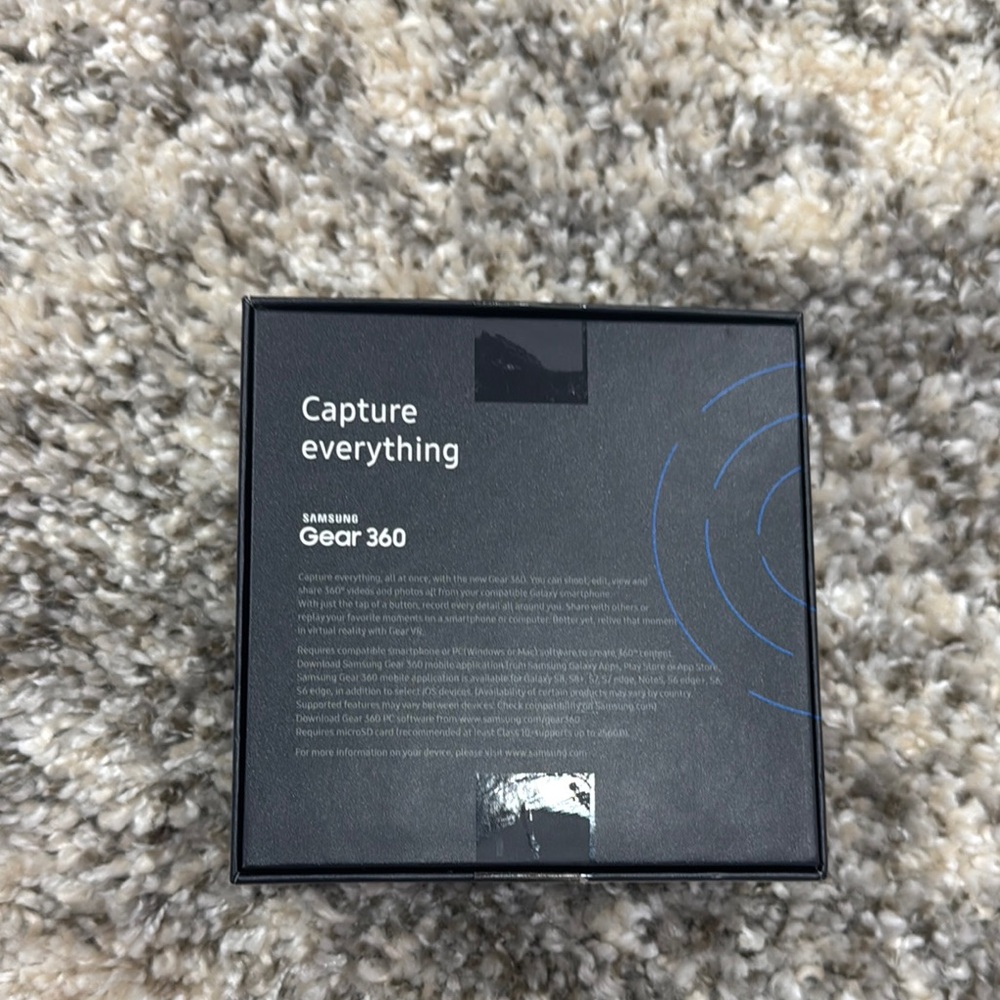 Capture
everything
SAMSUNG
Gear 360
Capture everything, all at once, with the new Gear 360. You can shoot, edit, view and
share 360° videos and photos all from your compatible Galaxy smartphone.
With just the tap of a button, record every detail all around you. Share with others or
replay your favorite moments on a smartphone or computer. Better yet, relive that moment
in virtual reality with Gear VR.
Requires compatible smartphone or PC(Windows or Mac) software to create 360° content.
Download Samsung Gear 360 mobile application from Samsung Galaxy Apps, Play Store or App Store.
Samsung Gear 360 mobile application is available for Galaxy S8, S8+, S7, S7 edge, Note5, S6 edge+, S6,
S6 edge, in addition to select iOS devices. (Availability of certain products may vary by country.
Supported features may vary between devices. Check compatibility on Samsung.com)
Download Gear 360 PC software from www.samsung.com/gear360
Requires microSD card (recommended at least Class 10, supports up to 256GB).
For more information on your device, please visit www.samsung.com